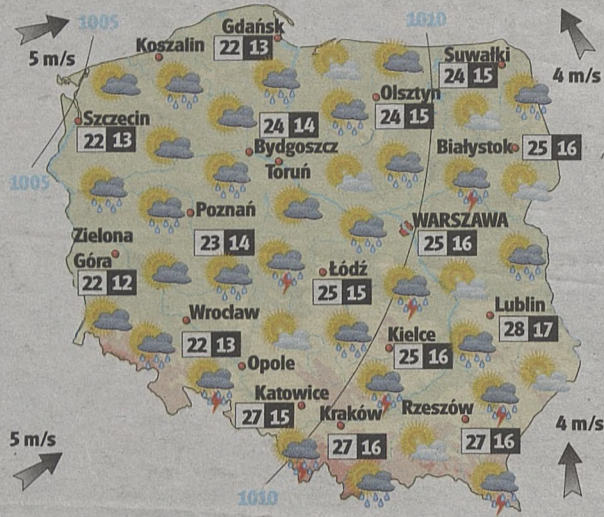 1005
1010
Gdańsk
22 13
5 m/s
Koszalin
Suwałki
24 15
4 m/s
Olsztyn
24 15
Szczecin
22 13
24 14
Bydgoszcz
Toruń
Białystok
25 16
1005
Poznań
23 14
WARSZAWA
25 16
Zielona
Góra
22 12
Łódź
25 15
Lublin
28 17
Wrocław
22 13
Kielce
25 16
Opole
Katowice
27 15
Kraków
27 16
Rzeszów
27 16
5 m/s
4 m/s
1010